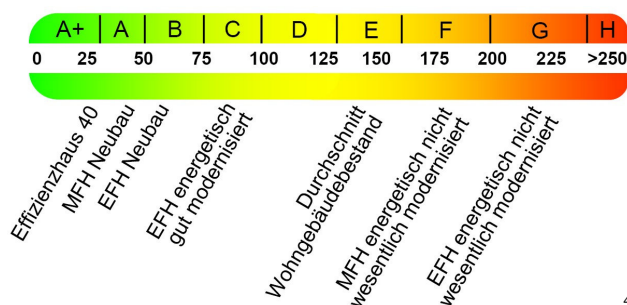 A+ A B C D E F G H
0 25 50 75 100 125 150 175 200 225 >250
Effizienzhaus 40
MFH Neubau
EFH Neubau
EFH energetisch
gut modernisiert
Durchschnitt
Wohngebäudebestand
MFH energetisch nicht
wesentlich modernisiert
EFH energetisch nicht
wesentlich modernisiert